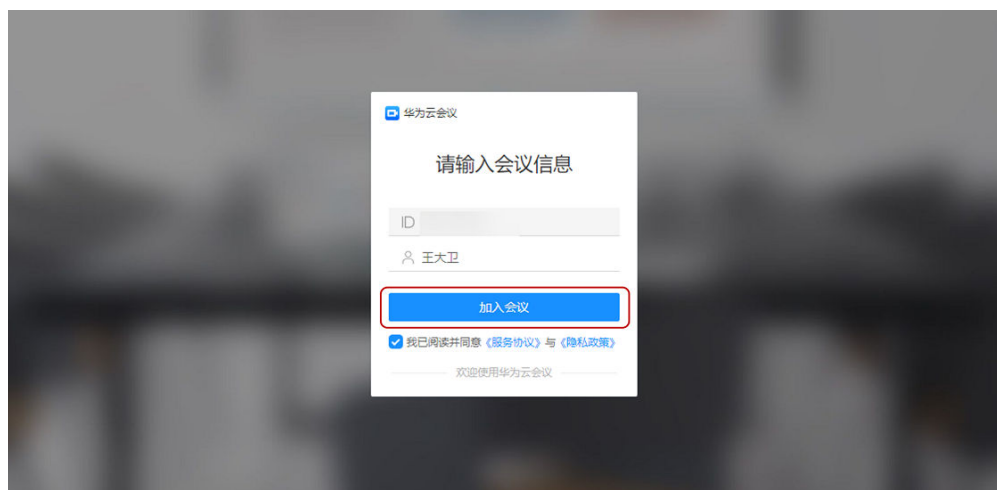 华为云会议
请输入会议信息
ID
王大卫
加入会议
我已阅读并同意《服务协议》与《隐私政策》
欢迎使用华为云会议